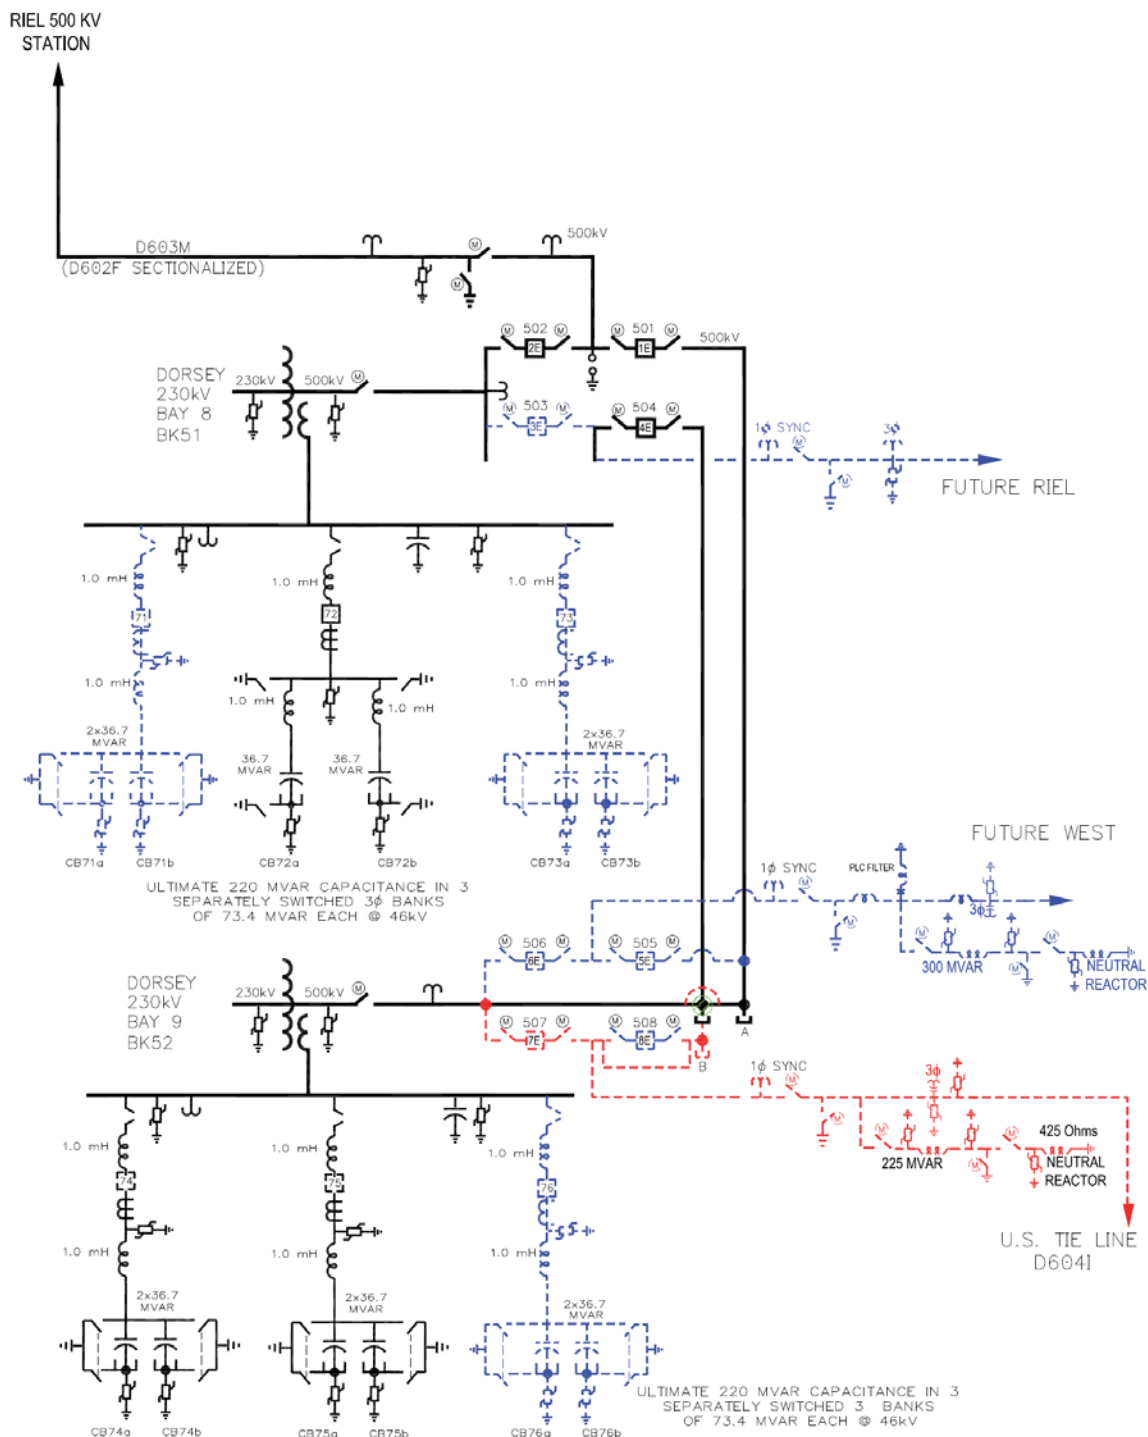 RIEL 500 KV
STATION
D603M
(D602F SECTIONALIZED)
500kV
M
M
M 502 M M 501 M
2E 1E
500kV
DORSEY
230kV
BAY 8
BK51
230kV 500kV M
M 503 M M 504 M
3E 4E
1ϕ SYNC M 3ϕ
M M
FUTURE RIEL
1.0 mH 1.0 mH 1.0 mH
71 72 73
1.0 mH 1.0 mH 1.0 mH 1.0 mH
2x36.7
MVAR
36.7
MVAR
36.7
MVAR
2x36.7
MVAR
CB71a CB71b CB72a CB72b CB73a CB73b
ULTIMATE 220 MVAR CAPACITANCE IN 3
SEPARATELY SWITCHED 3ϕ BANKS
OF 73.4 MVAR EACH @ 46kV
FUTURE WEST
1ϕ SYNC M PLC FILTER
3ϕ
M M M
300 MVAR M NEUTRAL
REACTOR
M 506 M M 505 M
6E 5E
DORSEY
230kV
BAY 9
BK52
230kV 500kV M
M 507 M M 508 M
7E 8E
A
B
1ϕ SYNC M 3ϕ
M M M 425 Ohms
225 MVAR M NEUTRAL
REACTOR
U.S. TIE LINE
D604I
1.0 mH 1.0 mH 1.0 mH
74 75 76
1.0 mH 1.0 mH 1.0 mH
2x36.7
MVAR
2x36.7
MVAR
2x36.7
MVAR
CB74a CB74b CB75a CB75b CB76a CB76b
ULTIMATE 220 MVAR CAPACITANCE IN 3
SEPARATELY SWITCHED 3 BANKS
OF 73.4 MVAR EACH @ 46kV